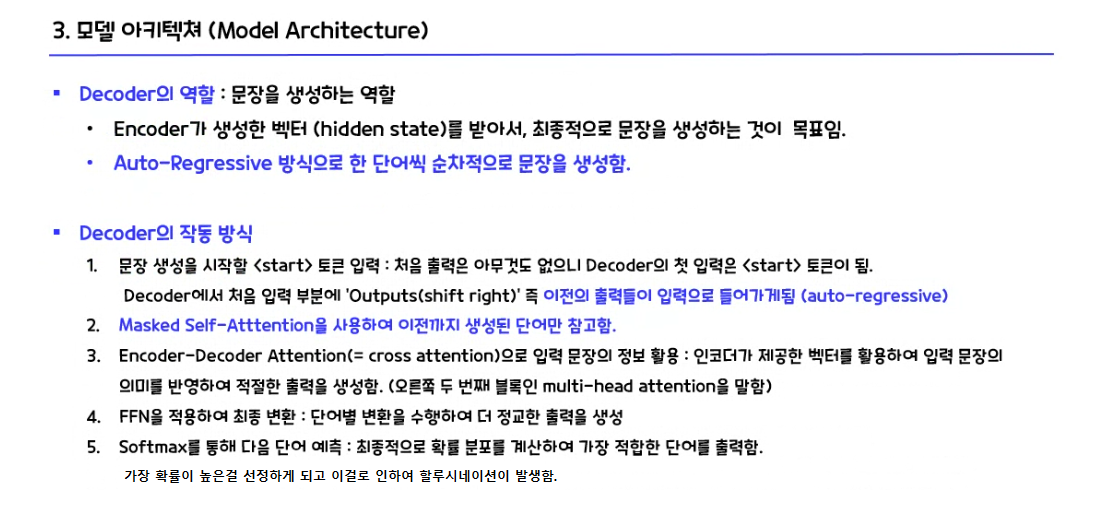 3. 모델 아키텍쳐 (Model Architecture)
▪ Decoder의 역할 : 문장을 생성하는 역할
• Encoder가 생성한 벡터 (hidden state)를 받아서, 최종적으로 문장을 생성하는 것이 목표임.
• Auto-Regressive 방식으로 한 단어씩 순차적으로 문장을 생성함.
▪ Decoder의 작동 방식
1. 문장 생성을 시작할 <start> 토큰 입력 : 처음 출력은 아무것도 없으니 Decoder의 첫 입력은 <start> 토큰이 됨.
Decoder에서 처음 입력 부분에 'Outputs(shift right)' 즉 이전의 출력들이 입력으로 들어가게됨 (auto-regressive)
2. Masked Self-Atttention을 사용하여 이전까지 생성된 단어만 참고함.
3. Encoder-Decoder Attention(= cross attention)으로 입력 문장의 정보 활용 : 인코더가 제공한 벡터를 활용하여 입력 문장의
의미를 반영하여 적절한 출력을 생성함. (오른쪽 두 번째 블록인 multi-head attention을 말함)
4. FFN을 적용하여 최종 변환 : 단어별 변환을 수행하여 더 정교한 출력을 생성
5. Softmax를 통해 다음 단어 예측 : 최종적으로 확률 분포를 계산하여 가장 적합한 단어를 출력함.
가장 확률이 높은걸 선정하게 되고 이걸로 인하여 할루시네이션이 발생함.